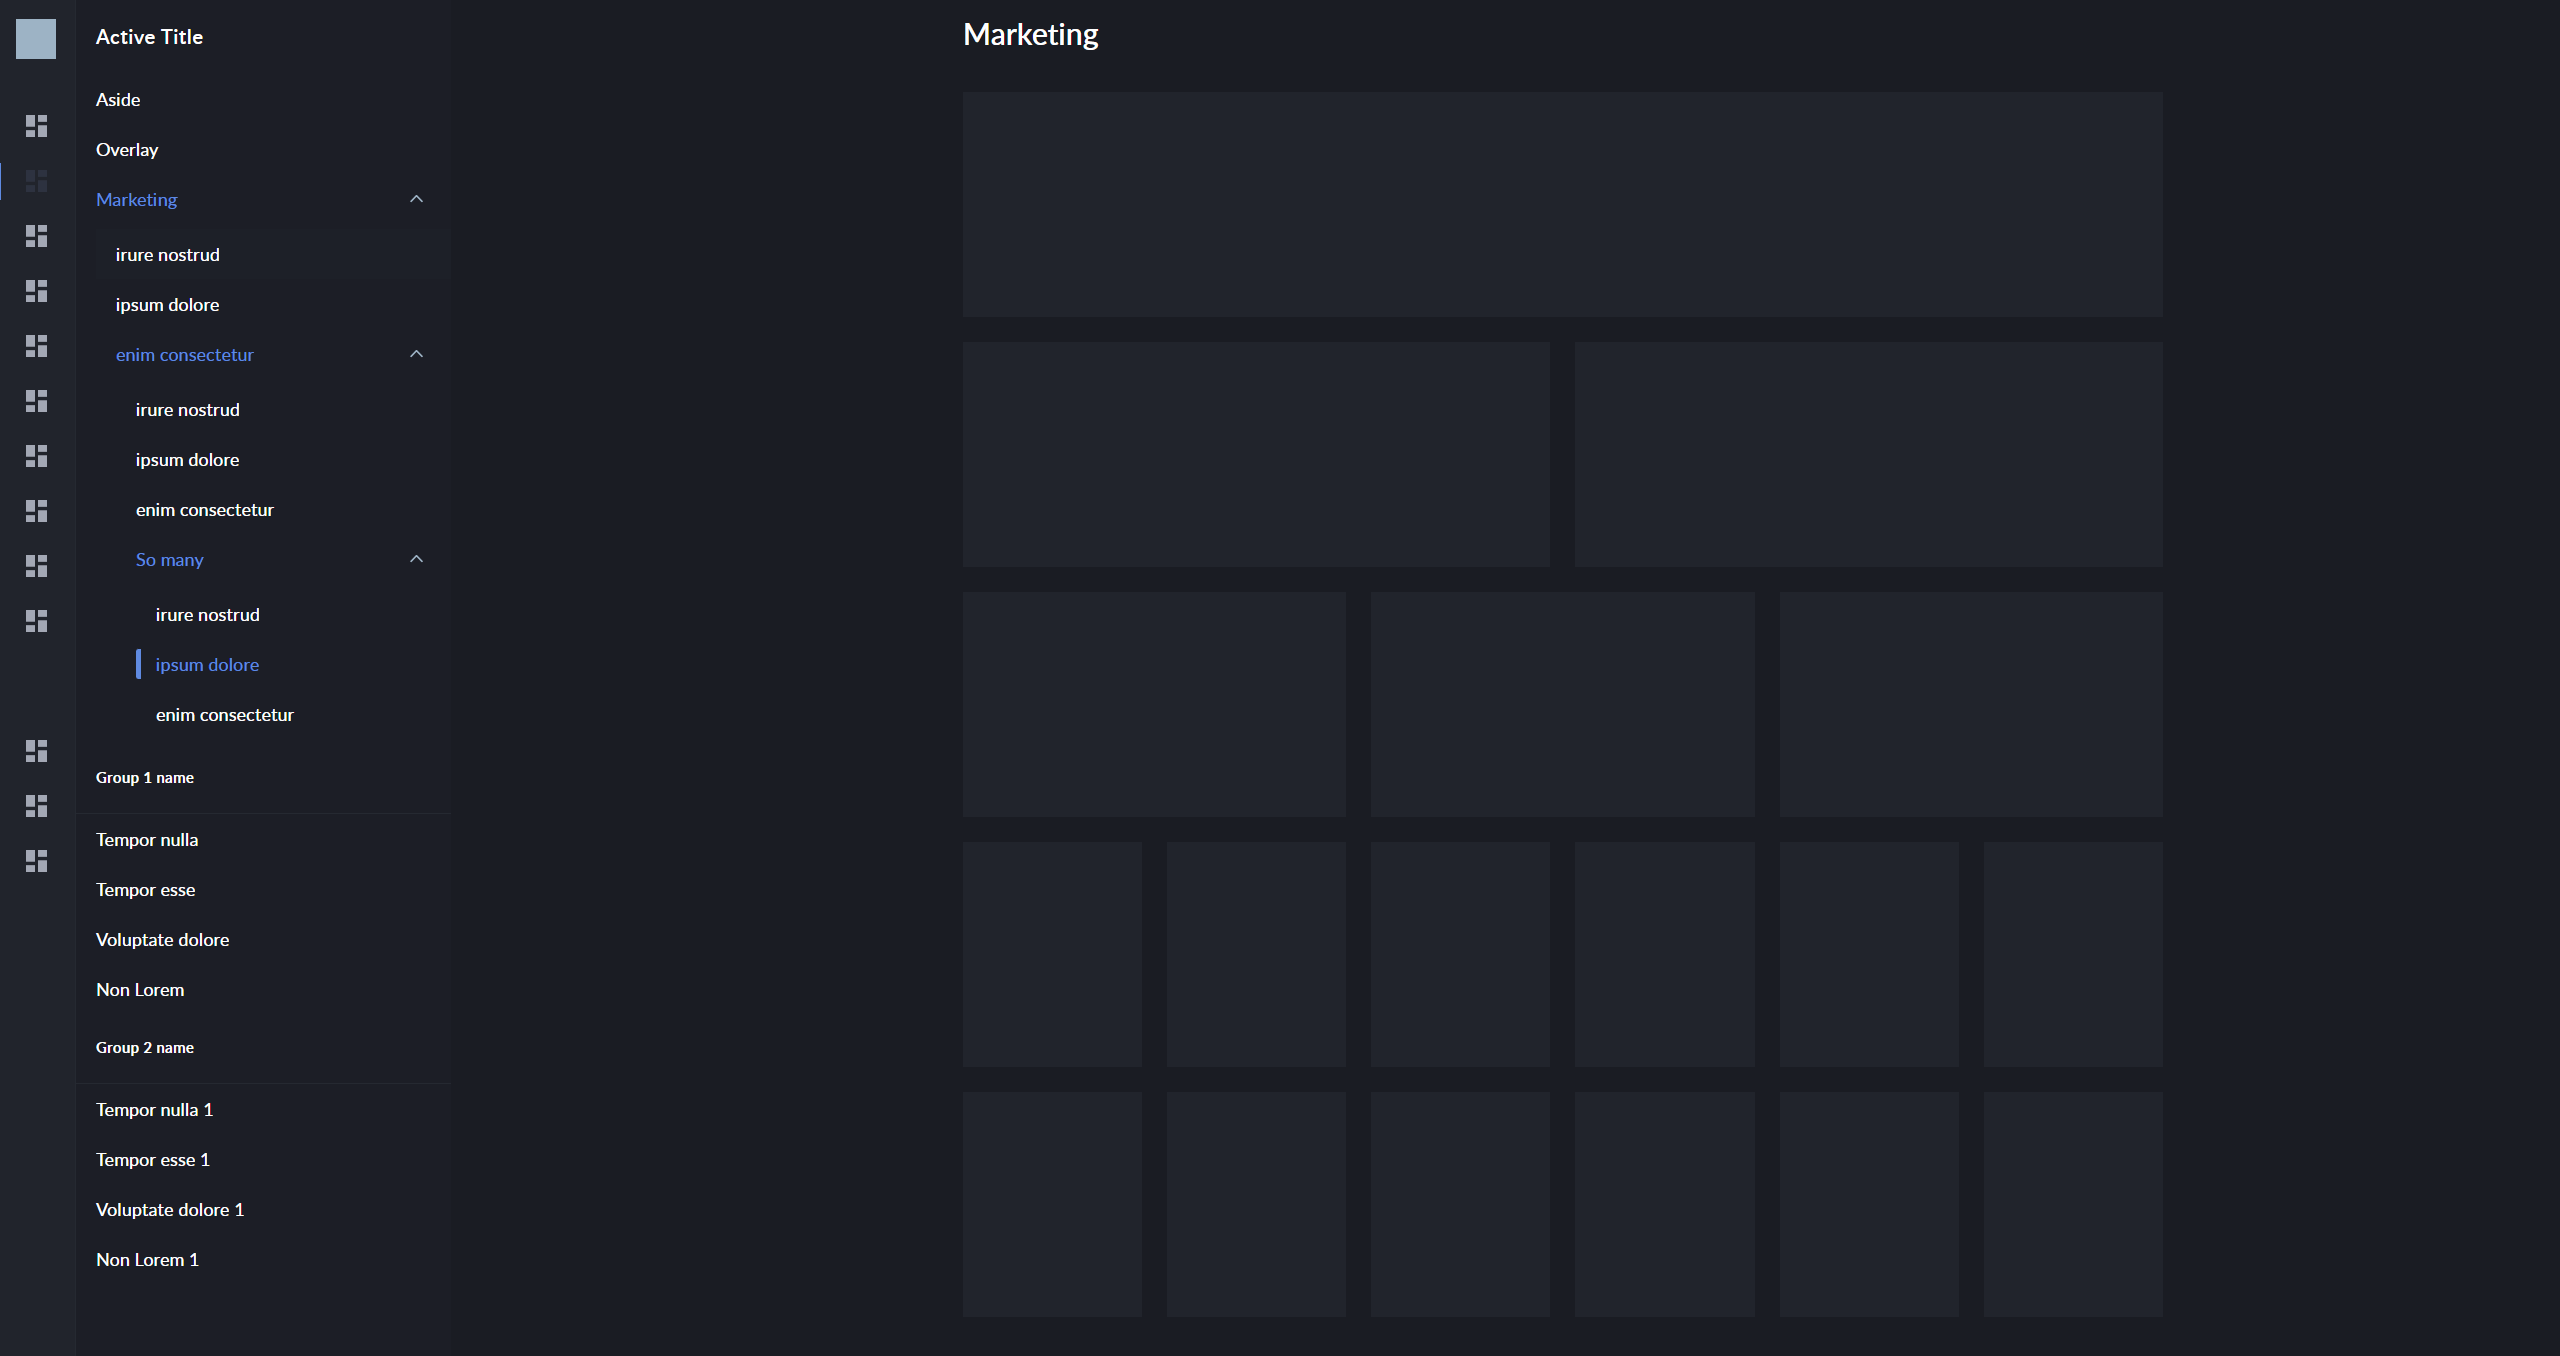 Active Title
Aside
Overlay
Marketing
irure nostrud
ipsum dolore
enim consectetur
irure nostrud
ipsum dolore
enim consectetur
So many
irure nostrud
ipsum dolore
enim consectetur
Group 1 name
Tempor nulla
Tempor esse
Voluptate dolore
Non Lorem
Group 2 name
Tempor nulla 1
Tempor esse 1
Voluptate dolore 1
Non Lorem 1
Marketing